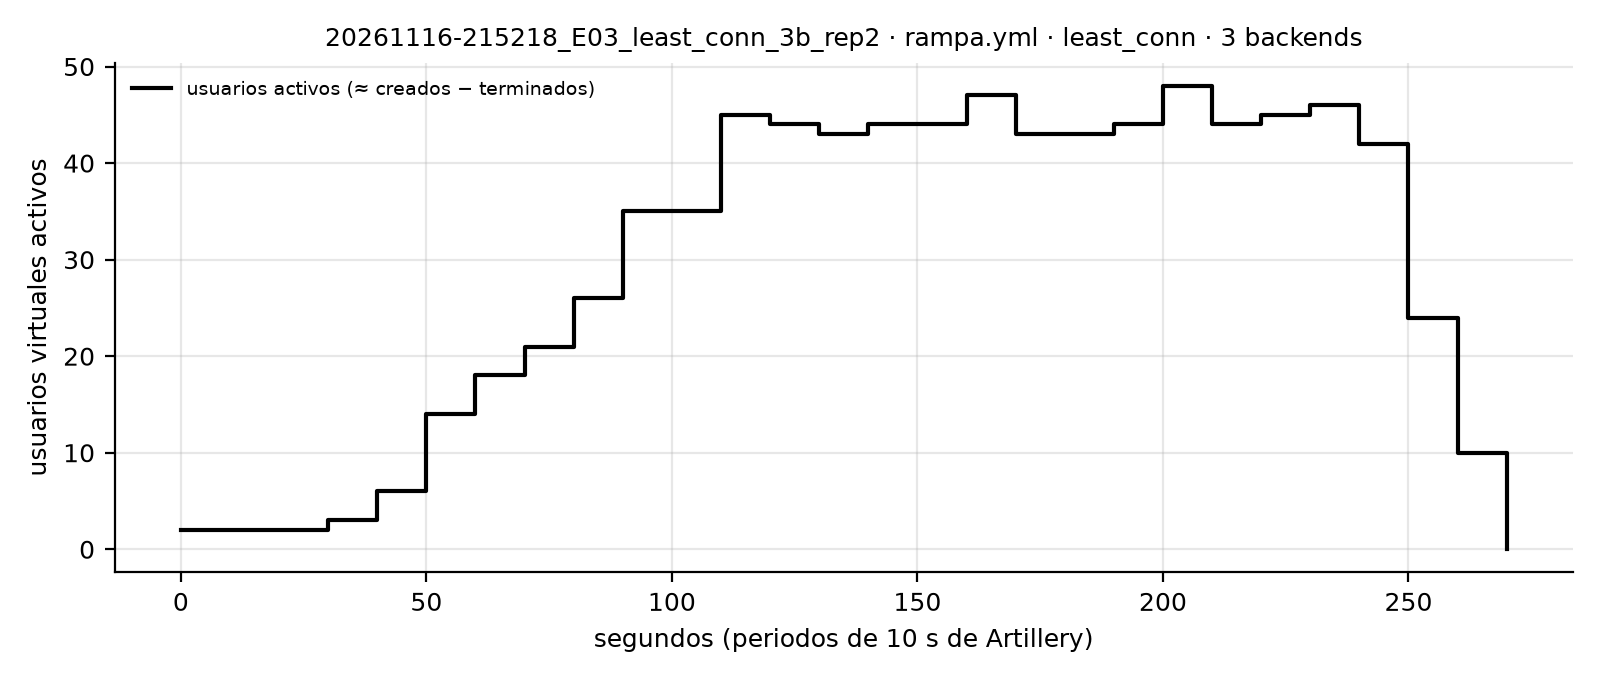 20261116-215218_E03_least_conn_3b_rep2 · rampa.yml · least_conn · 3 backends
usuarios activos (≈ creados − terminados)
usuarios virtuales activos
50
40
30
20
10
0
0 50 100 150 200 250
segundos (periodos de 10 s de Artillery)